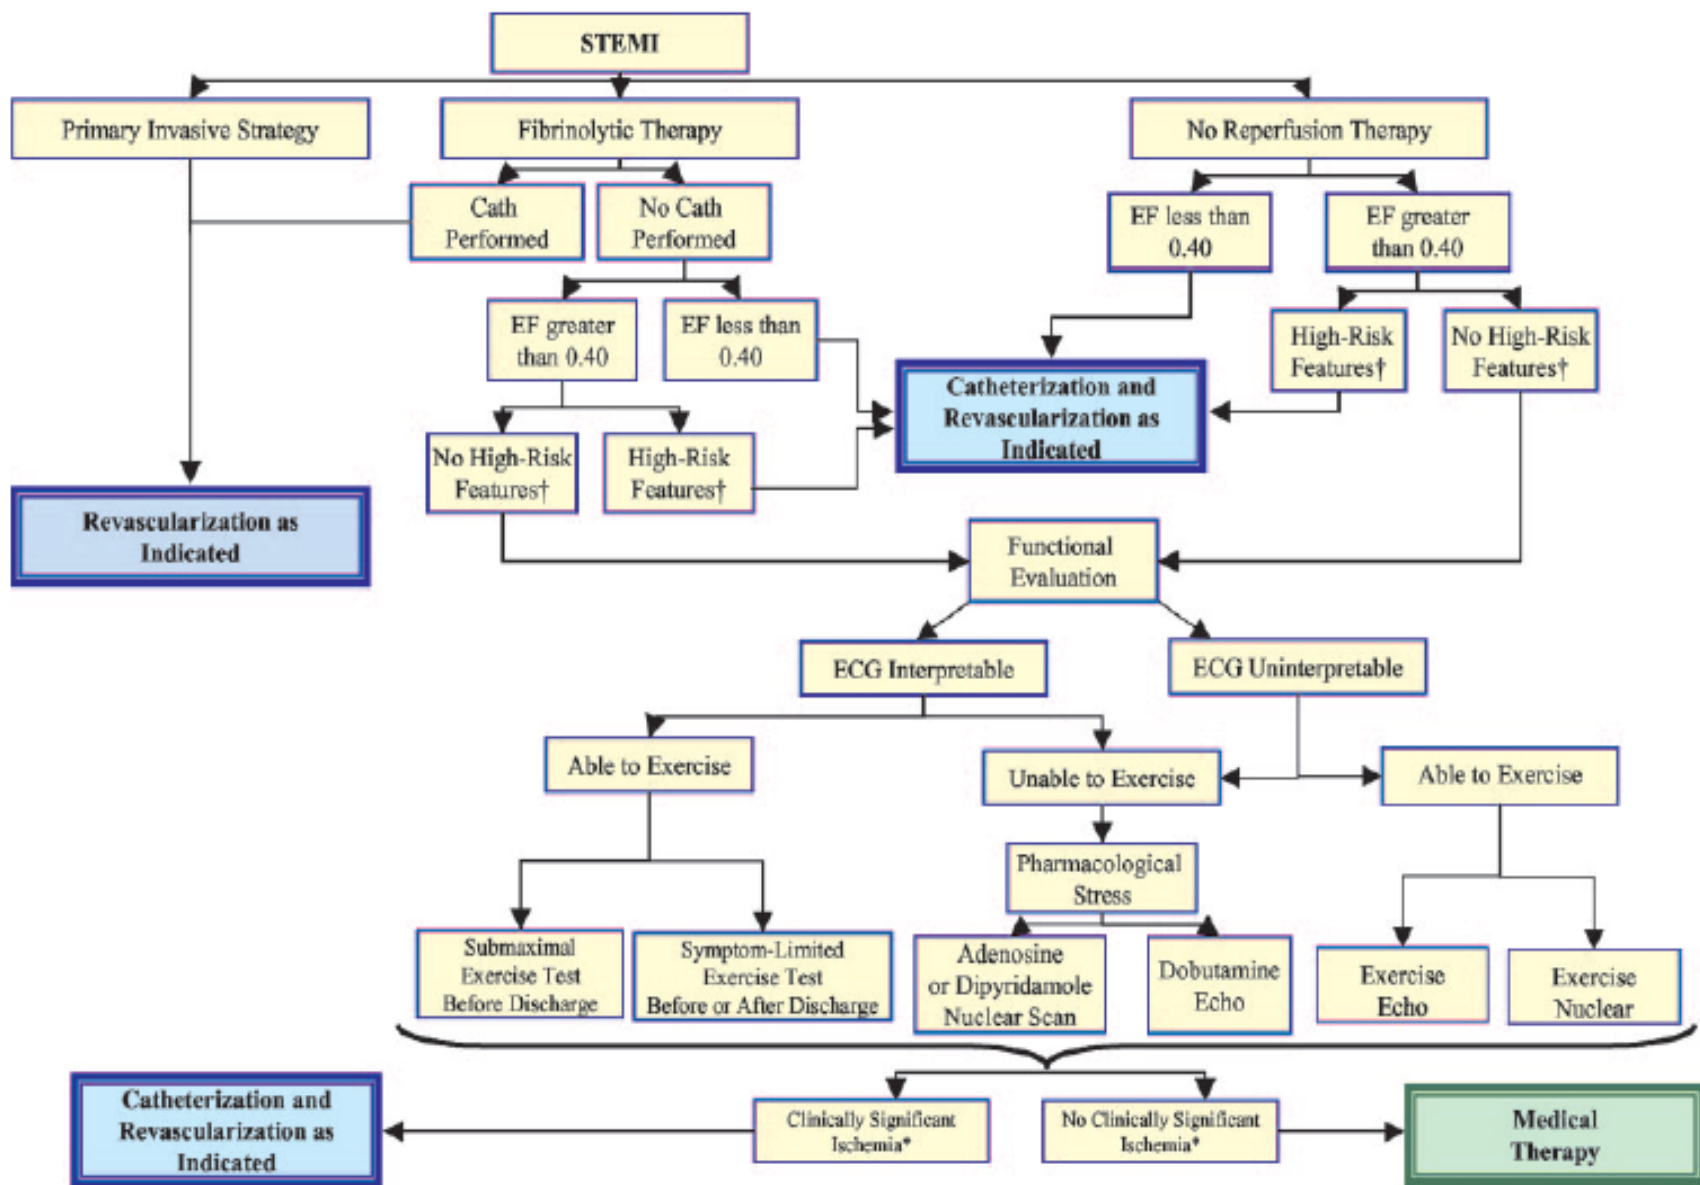 STEMI
Primary Invasive Strategy
Fibrinolytic Therapy
No Reperfusion Therapy
Cath
Performed
No Cath
Performed
EF less than
0.40
EF greater
than 0.40
EF greater
than 0.40
EF less than
0.40
High-Risk
Features†
No High-Risk
Features†
Catheterization and
Revascularization as
Indicated
No High-Risk
Features†
High-Risk
Features†
Revascularization as
Indicated
Functional
Evaluation
ECG Interpretable
ECG Uninterpretable
Able to Exercise
Unable to Exercise
Able to Exercise
Pharmacological
Stress
Submaximal
Exercise Test
Before Discharge
Symptom-Limited
Exercise Test
Before or After Discharge
Adenosine
or Dipyridamole
Nuclear Scan
Dobutamine
Echo
Exercise
Echo
Exercise
Nuclear
Catheterization and
Revascularization as
Indicated
Clinically Significant
Ischemia*
No Clinically Significant
Ischemia*
Medical
Therapy